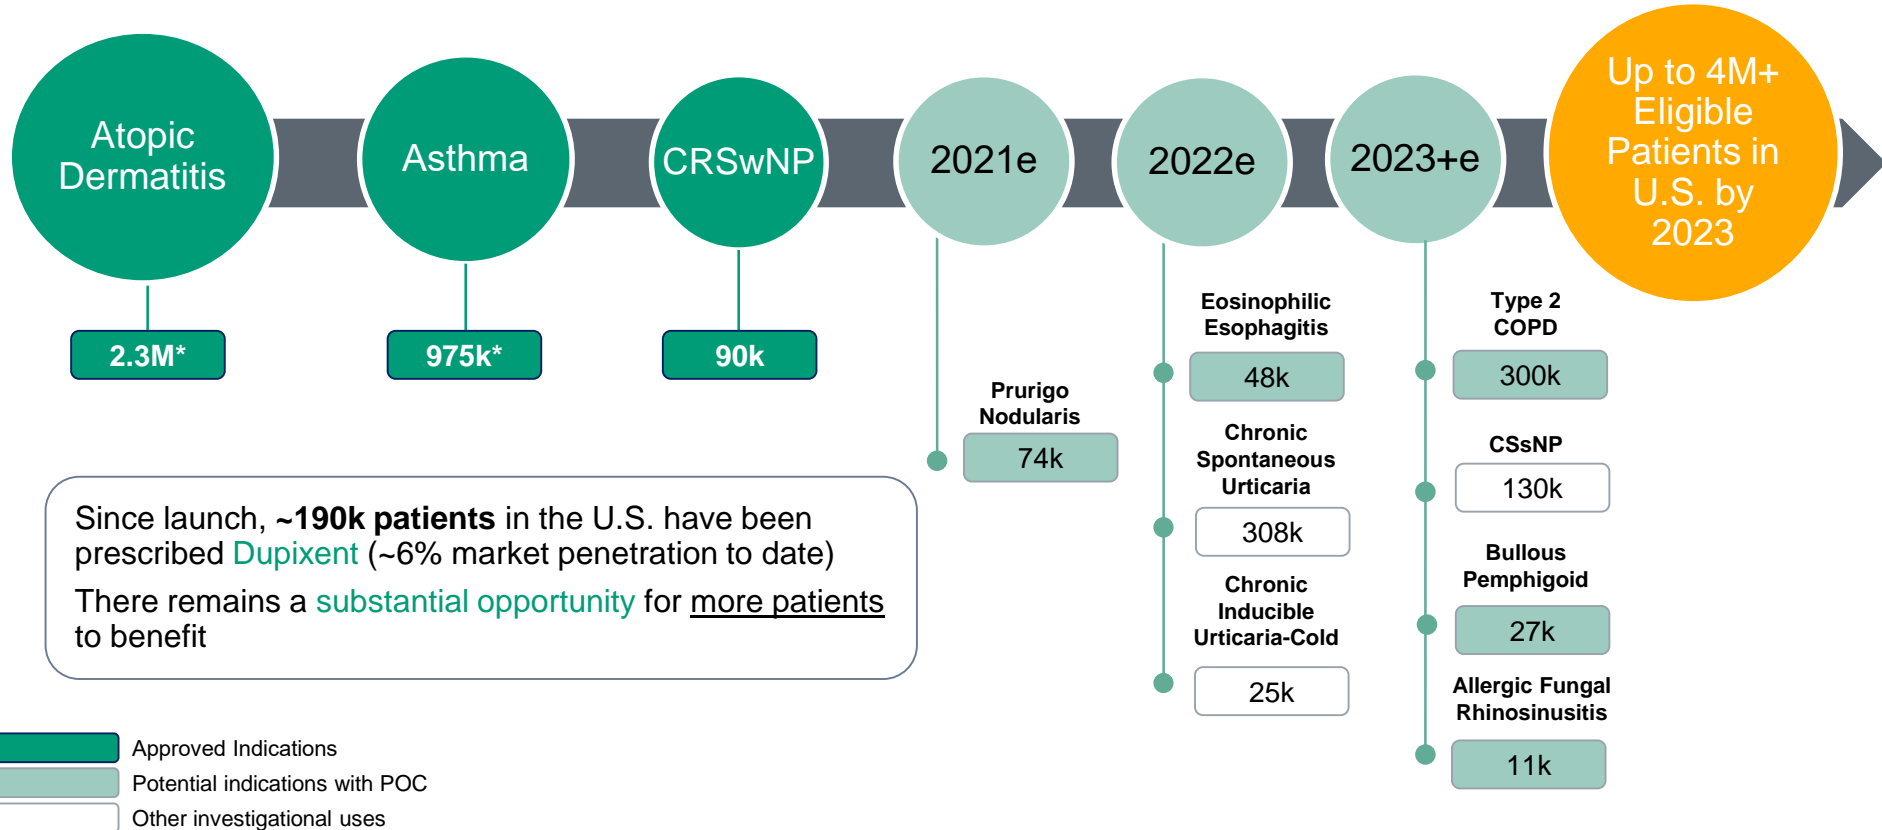 Atopic
Dermatitis
Asthma
CRSwNP
2021e
2022e
2023+e
Up to 4M+
Eligible
Patients in
U.S. by
2023
2.3M*
975k*
90k
Prurigo
Nodularis
74k
Eosinophilic
Esophagitis
48k
Chronic
Spontaneous
Urticaria
308k
Chronic
Inducible
Urticaria-Cold
25k
Type 2
COPD
300k
CSsNP
130k
Bullous
Pemphigoid
27k
Allergic Fungal
Rhinosinusitis
11k
Since launch, ~190k patients in the U.S. have been
prescribed Dupixent (~6% market penetration to date)
There remains a substantial opportunity for more patients
to benefit
Approved Indications
Potential indications with POC
Other investigational uses